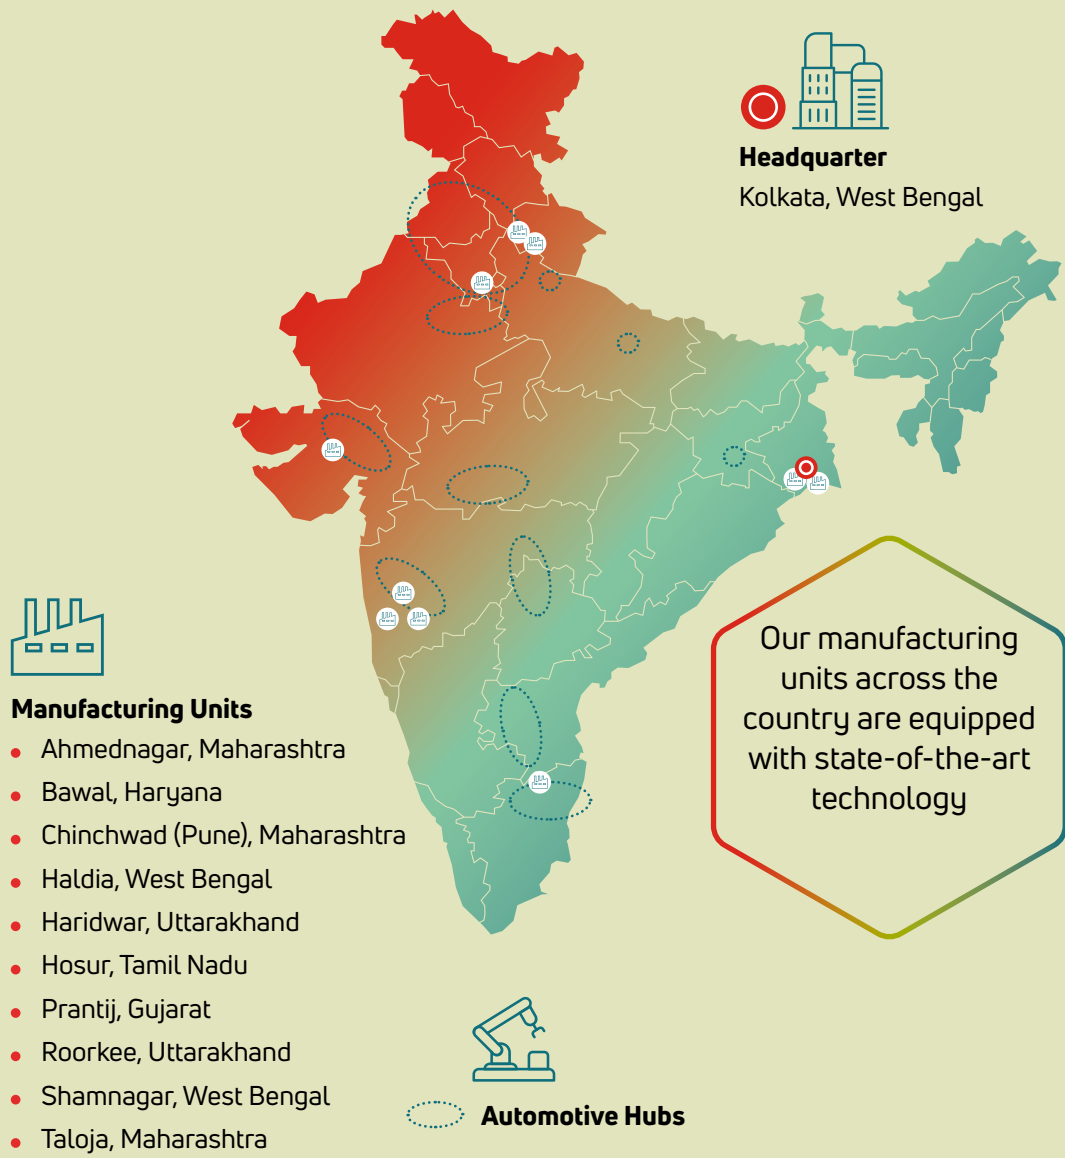 Headquarter
Kolkata, West Bengal
Our manufacturing
units across the
country are equipped
with state-of-the-art
technology
Manufacturing Units
Ahmednagar, Maharashtra
Bawal, Haryana
Chinchwad (Pune), Maharashtra
Haldia, West Bengal
Haridwar, Uttarakhand
Hosur, Tamil Nadu
Prantij, Gujarat
Roorkee, Uttarakhand
Shamnagar, West Bengal
Taloja, Maharashtra
Automotive Hubs